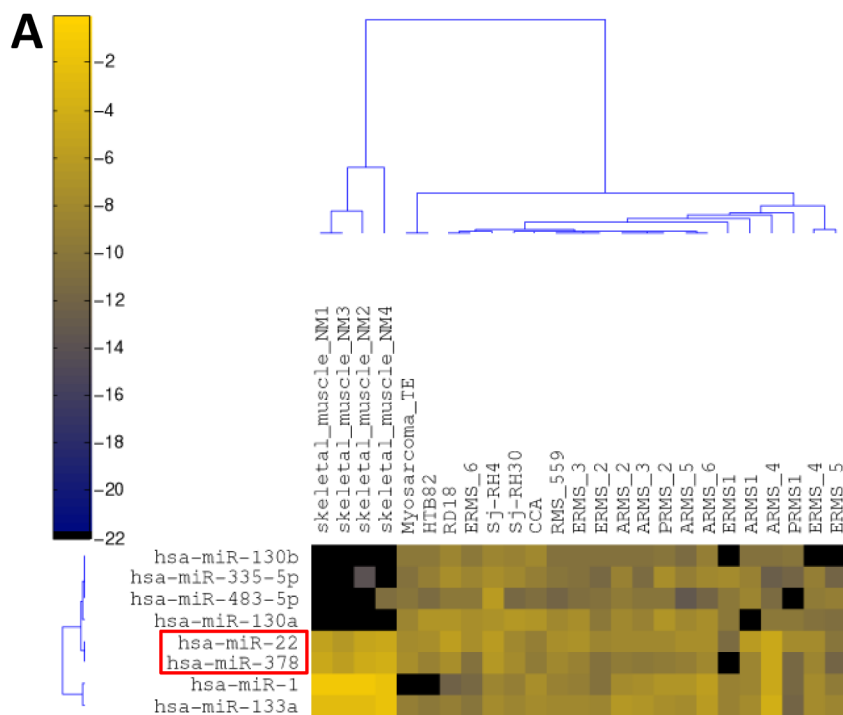 A
-2
-4
-6
-8
-10
-12
-14
-16
-18
-20
-22
skeletal_muscle_NM1
skeletal_muscle_NM3
skeletal_muscle_NM2
skeletal_muscle_NM4
Myosarcoma_TE
HTB82
RD18
ERMS_6
Sj-RH4
Sj-RH30
CCA
RMS_559
ERMS_3
ERMS_2
ARMS_2
ARMS_3
PRMS_2
ARMS_5
ARMS_6
ERMS1
ARMS1
ARMS_4
PRMS1
ERMS_4
ERMS_5
hsa-miR-130b
hsa-miR-335-5p
hsa-miR-483-5p
hsa-miR-130a
hsa-miR-22
hsa-miR-378
hsa-miR-1
hsa-miR-133a